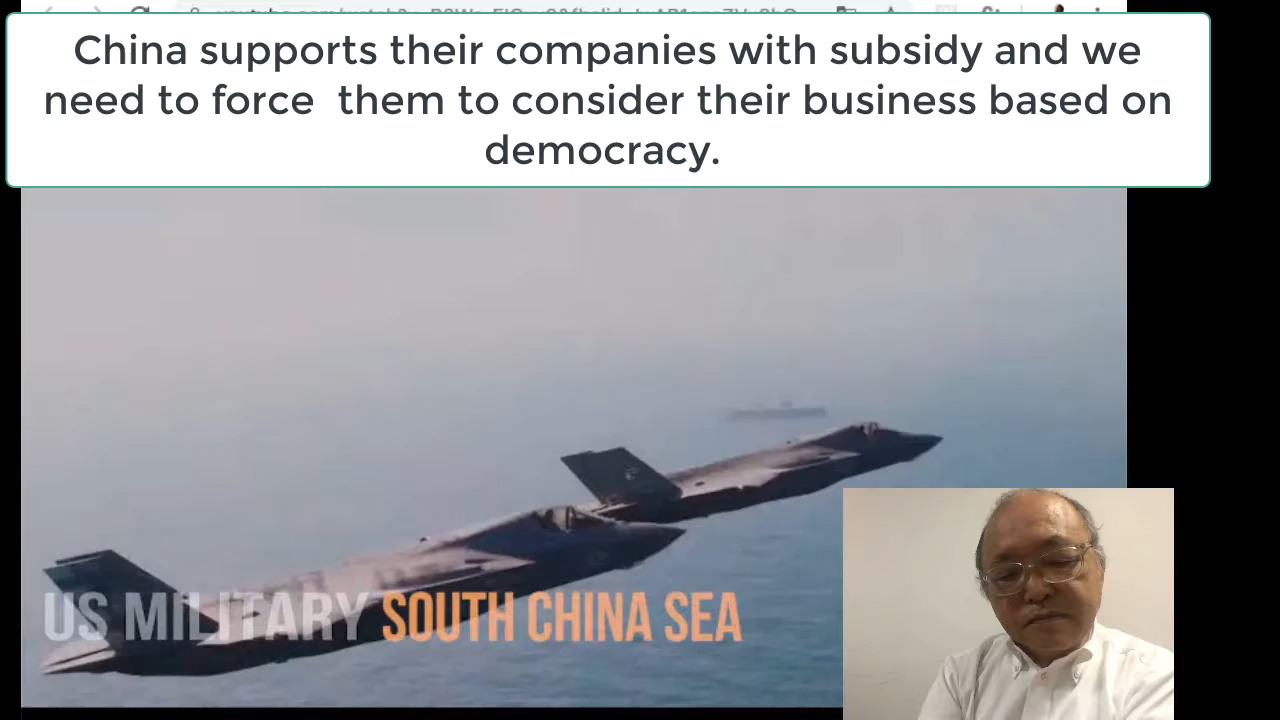 China supports their companies with subsidy and we
need to force  them to consider their business based on
democracy.
US MILITARY SOUTH CHINA SEA